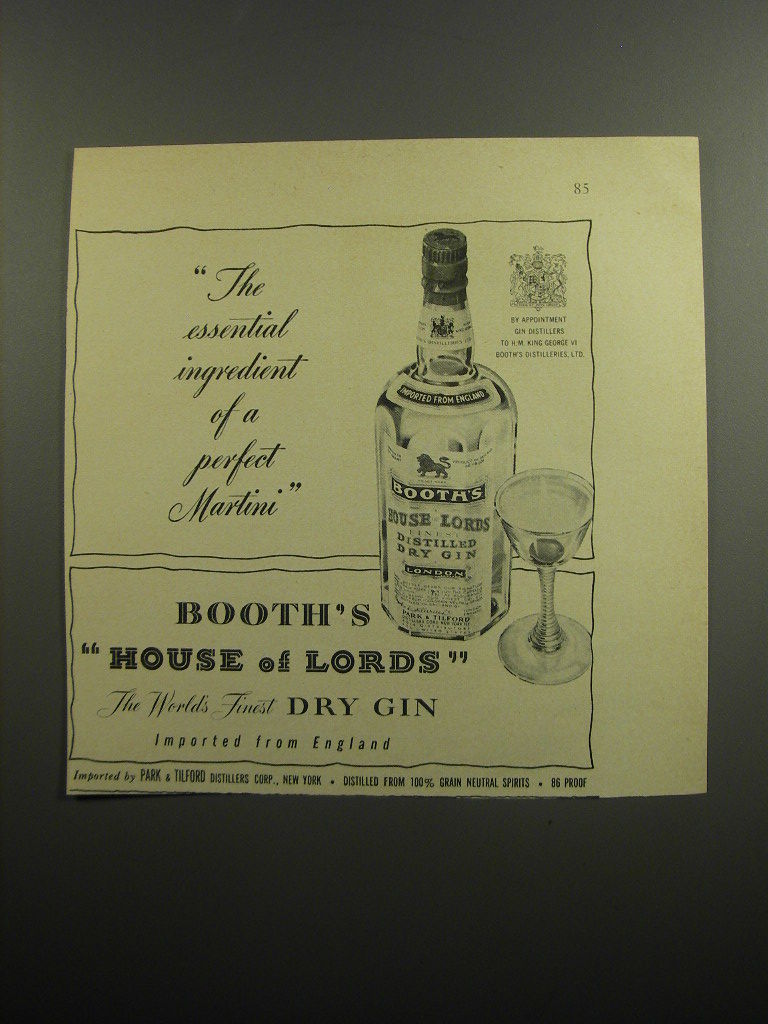 85
“The
essential
ingredient
of a
perfect
Martini”
BY APPOINTMENT
GIN DISTILLERS
TO H.M. KING GEORGE VI
BOOTH'S DISTILLERIES, LTD.
IMPORTED FROM ENGLAND
BOOTH'S
HOUSE OF LORDS
FINEST
DISTILLED
DRY GIN
LONDON
PARK & TILFORD
BOOTH'S
“HOUSE of LORDS”
The World's Finest DRY GIN
Imported from England
Imported by PARK & TILFORD DISTILLERS CORP., NEW YORK • DISTILLED FROM 100% GRAIN NEUTRAL SPIRITS • 86 PROOF